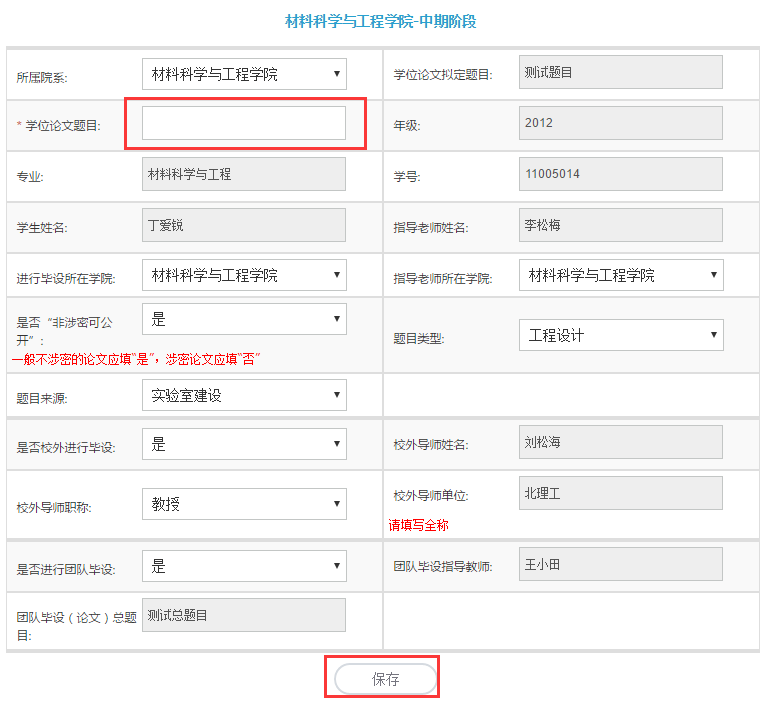 材料科学与工程学院-中期阶段
所属院系: 材料科学与工程学院 学位论文拟定题目: 测试题目
* 学位论文题目: 年级: 2012
专业: 材料科学与工程 学号: 11005014
学生姓名: 丁爱锐 指导老师姓名: 李松梅
进行毕设所在学院: 材料科学与工程学院 指导老师所在学院: 材料科学与工程学院
是否“非涉密可公
开”: 是
一般不涉密的论文应填“是”，涉密论文应填“否”
题目类型: 工程设计
题目来源: 实验室建设
是否校外进行毕设: 是 校外导师姓名: 刘松海
校外导师职称: 教授 校外导师单位: 北理工
请填写全称
是否进行团队毕设: 是 团队毕设指导教师: 王小田
团队毕设（论文）总题
目: 测试总题目
保存